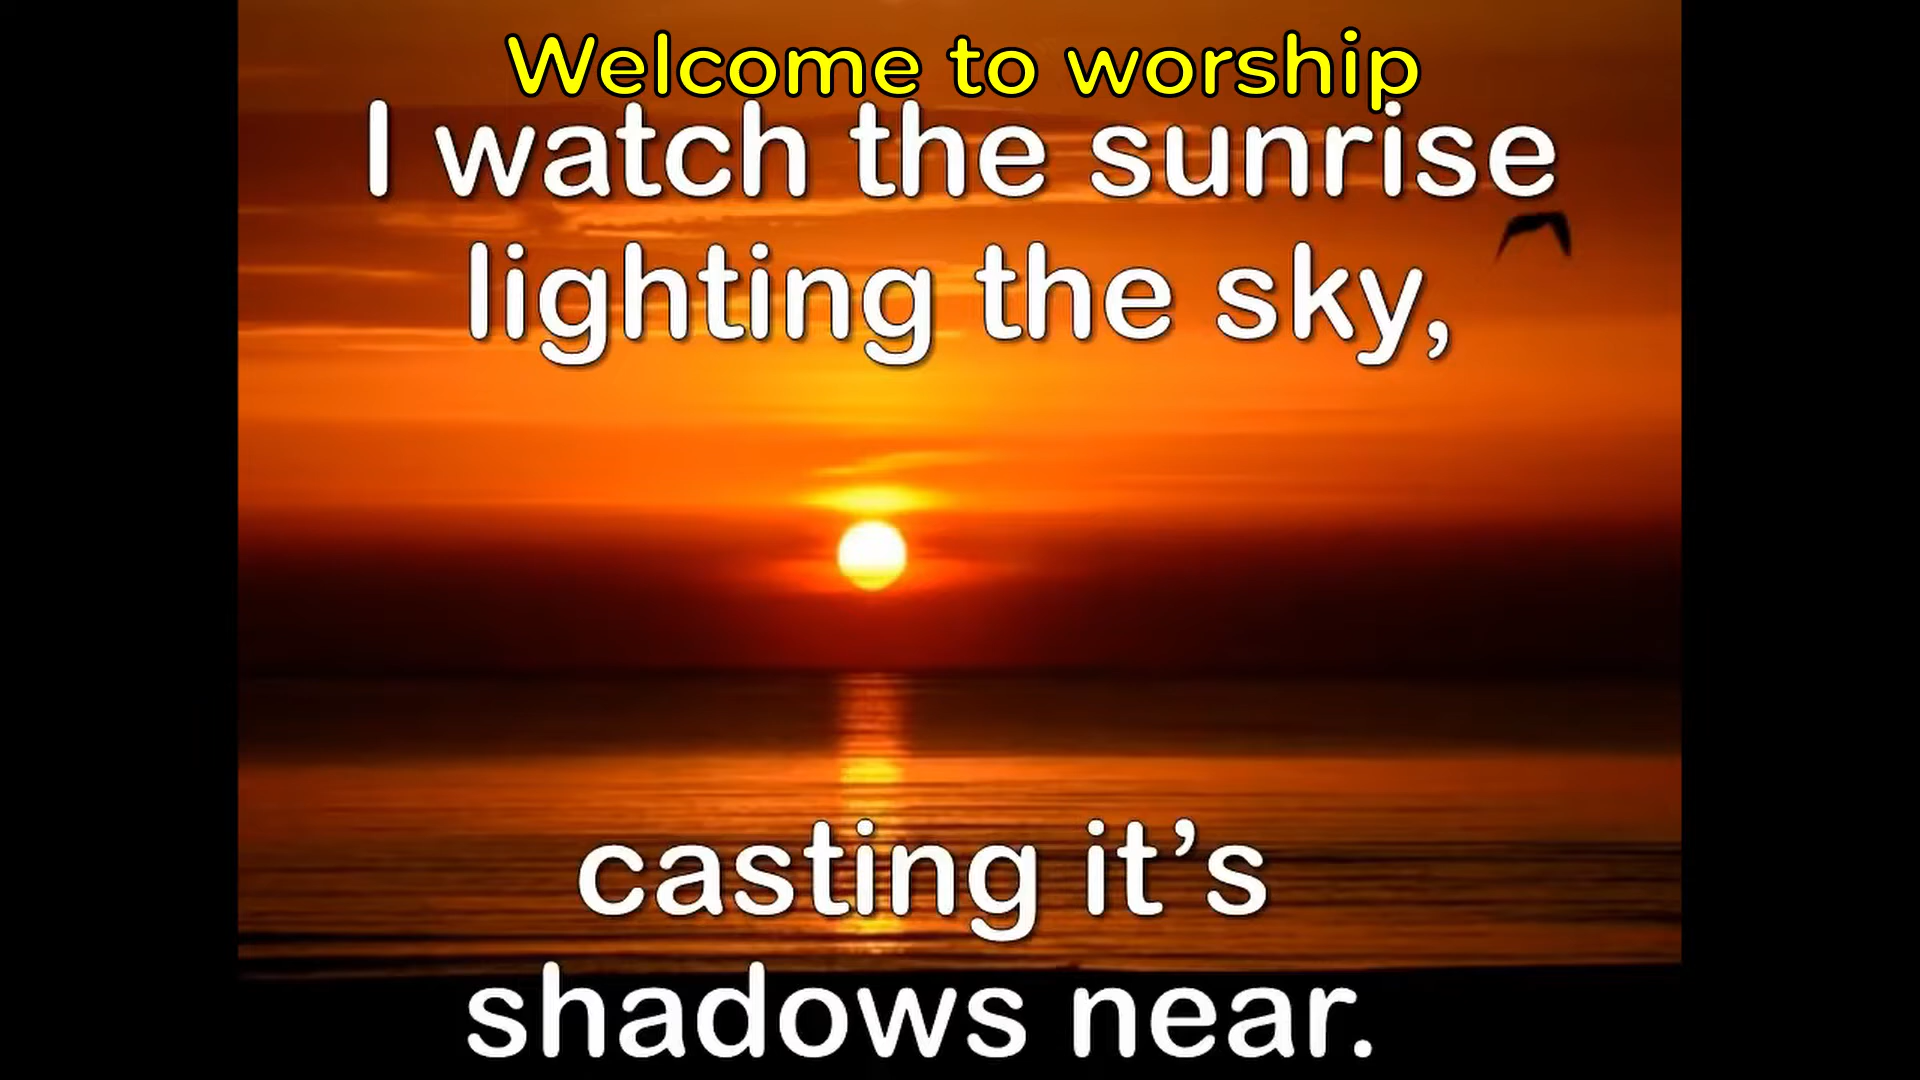 Welcome to worship
I watch the sunrise
lighting the sky,
casting it’s
shadows near.